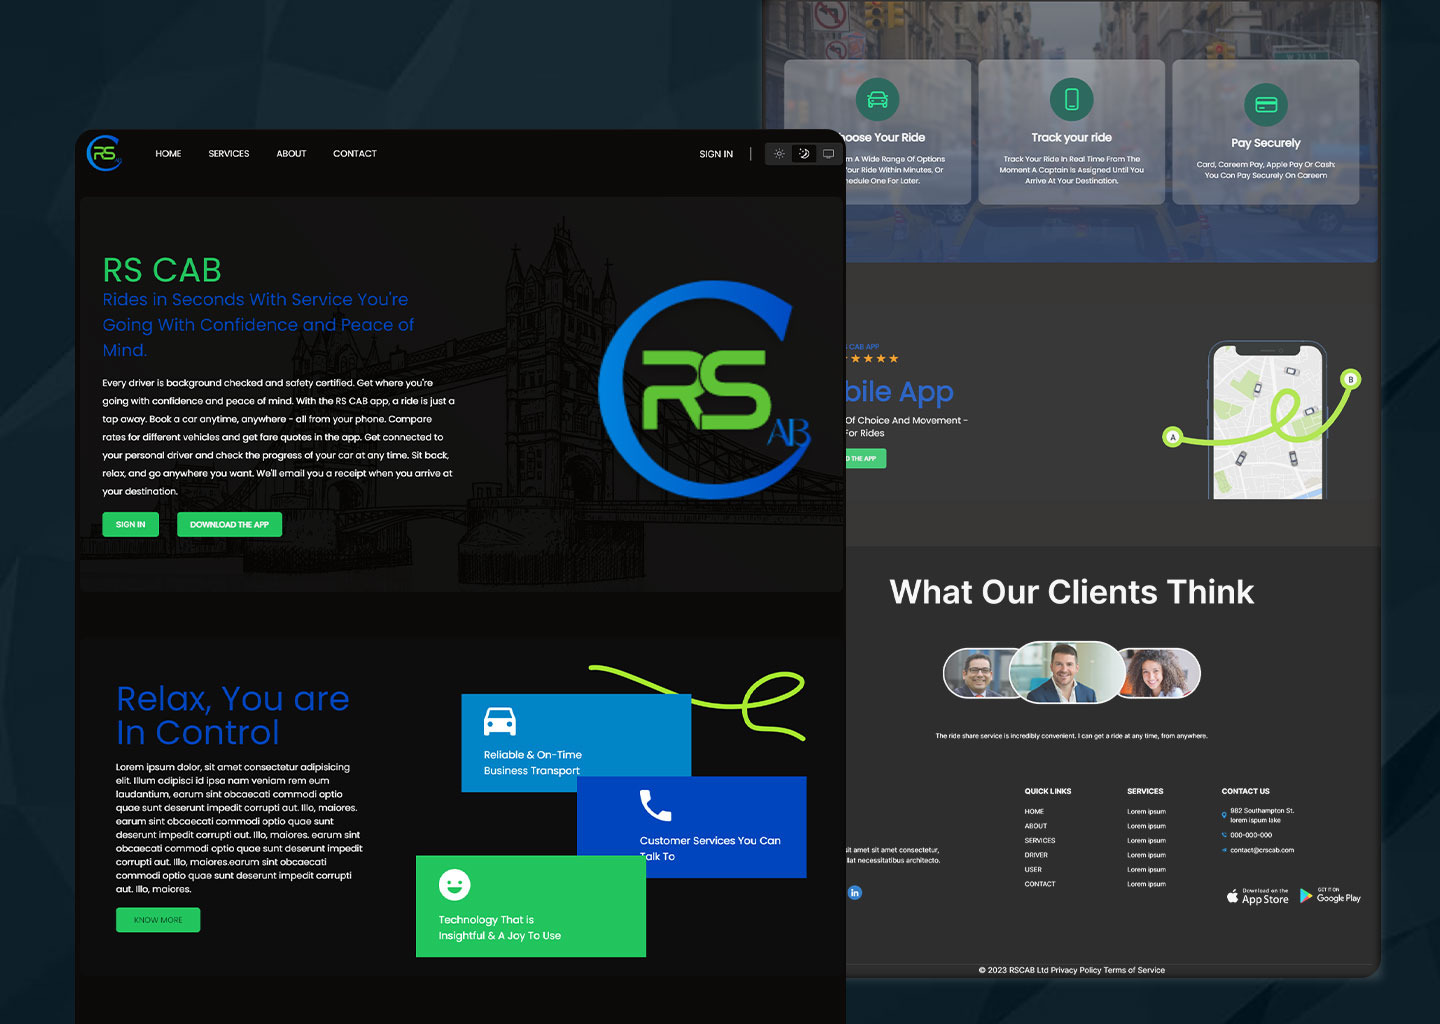 RS
AB
HOME
SERVICES
ABOUT
CONTACT
SIGN IN
RS CAB
Rides in Seconds With Service You're
Going With Confidence and Peace of
Mind.
Every driver is background checked and safety certified. Get where you're
going with confidence and peace of mind. With the RS CAB app, a ride is just a
tap away. Book a car anytime, anywhere - all from your phone. Compare
rates for different vehicles and get fare quotes in the app. Get connected to
your personal driver and check the progress of your car at any time. Sit back,
relax, and go anywhere you want. We'll email you a receipt when you arrive at
your destination.
SIGN IN
DOWNLOAD THE APP
RS
AB
Relax, You are
In Control
Lorem ipsum dolor, sit amet consectetur adipisicing
elit. Illum adipisci id ipsa nam veniam rem eum
laudantium, earum sint obcaecati commodi optio
quae sunt deserunt impedit corrupti aut. Illo, maiores.
earum sint obcaecati commodi optio quae sunt
deserunt impedit corrupti aut. Illo, maiores. earum sint
obcaecati commodi optio quae sunt deserunt impedit
corrupti aut. Illo, maiores.earum sint obcaecati
commodi optio quae sunt deserunt impedit corrupti
aut. Illo, maiores.
KNOW MORE
Reliable & On-Time
Business Transport
Customer Services You Can
Talk To
Technology That is
Insightful & A Joy To Use
oose Your Ride
m A Wide Range Of Options
Your Ride Within Minutes, Or
hedule One For Later.
Track your ride
Track Your Ride In Real Time From The
Moment A Captain Is Assigned Until You
Arrive At Your Destination.
Pay Securely
Card, Careem Pay, Apple Pay Or Cash:
You Can Pay Securely On Careem
S CAB APP
bile App
Of Choice And Movement -
For Rides
D THE APP
A
B
What Our Clients Think
The ride share service is incredibly convenient. I can get a ride at any time, from anywhere.
sit amet sit amet consectetur,
llat necessitatibus architecto.
in
QUICK LINKS
HOME
ABOUT
SERVICES
DRIVER
USER
CONTACT
SERVICES
Lorem ipsum
Lorem ipsum
Lorem ipsum
Lorem ipsum
Lorem ipsum
Lorem ipsum
CONTACT US
982 Southampton St.
lorem ispum lake
000-000-000
contact@crscab.com
Download on the
App Store
GET IT ON
Google Play
© 2023 RSCAB Ltd Privacy Policy Terms of Service